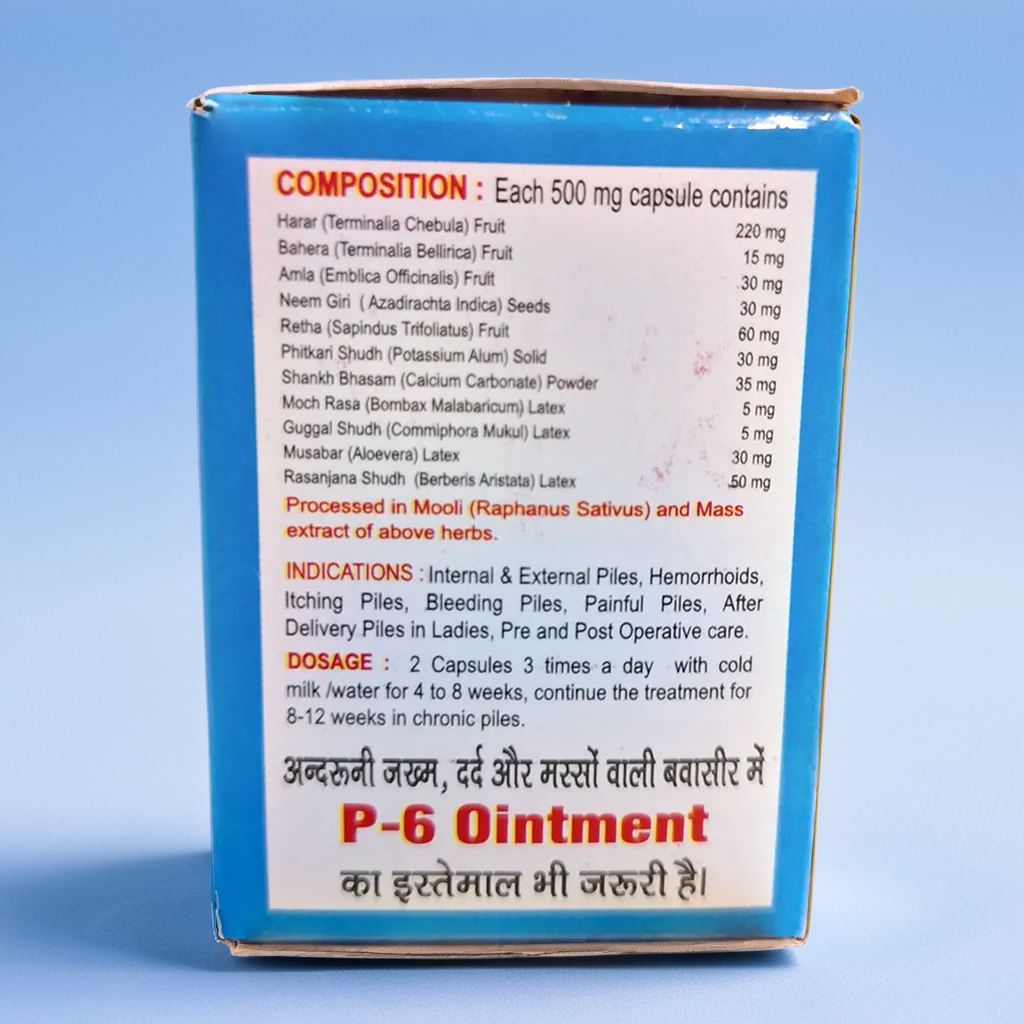 COMPOSITION : Each 500 mg capsule contains
Harar (Terminalia Chebula) Fruit 220 mg
Bahera (Terminalia Bellirica) Fruit 15 mg
Amla (Emblica Officinalis) Fruit 30 mg
Neem Giri ( Azadirachta Indica) Seeds 30 mg
Retha (Sapindus Trifoliatus) Fruit 60 mg
Phitkari Shudh (Potassium Alum) Solid 30 mg
Shankh Bhasam (Calcium Carbonate) Powder 35 mg
Moch Rasa (Bombax Malabaricum) Latex 5 mg
Guggal Shudh (Commiphora Mukul) Latex 5 mg
Musabar (Aloevera) Latex 30 mg
Rasanjana Shudh (Berberis Aristata) Latex 50 mg
Processed in Mooli (Raphanus Sativus) and Mass
extract of above herbs.
INDICATIONS : Internal & External Piles, Hemorrhoids,
Itching Piles, Bleeding Piles, Painful Piles, After
Delivery Piles in Ladies, Pre and Post Operative care.
DOSAGE : 2 Capsules 3 times a day with cold
milk /water for 4 to 8 weeks, continue the treatment for
8-12 weeks in chronic piles.
अन्दरूनी जख्म, दर्द और मस्सों वाली बवासीर में
P-6 Ointment
का इस्तेमाल भी जरूरी है।